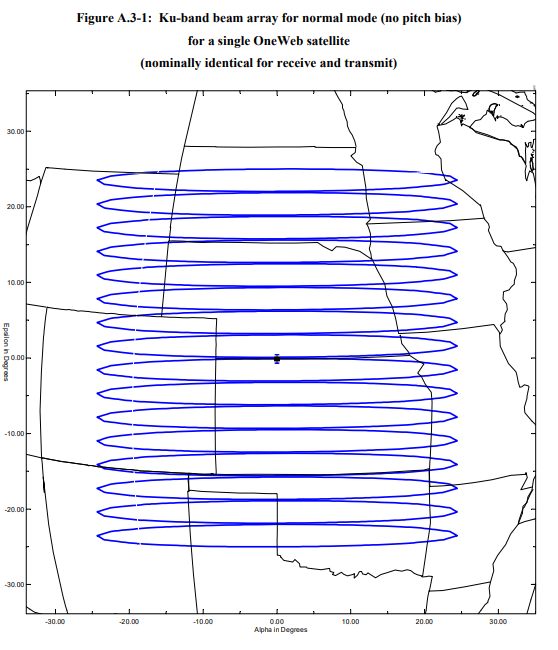 Figure A.3-1: Ku-band beam array for normal mode (no pitch bias)
for a single OneWeb satellite
(nominally identical for receive and transmit)
30.00
20.00
10.00
0.00
-10.00
-20.00
-30.00
Epsilon in Degrees
-30.00 -20.00 -10.00 0.00 10.00 20.00 30.00
Alpha in Degrees